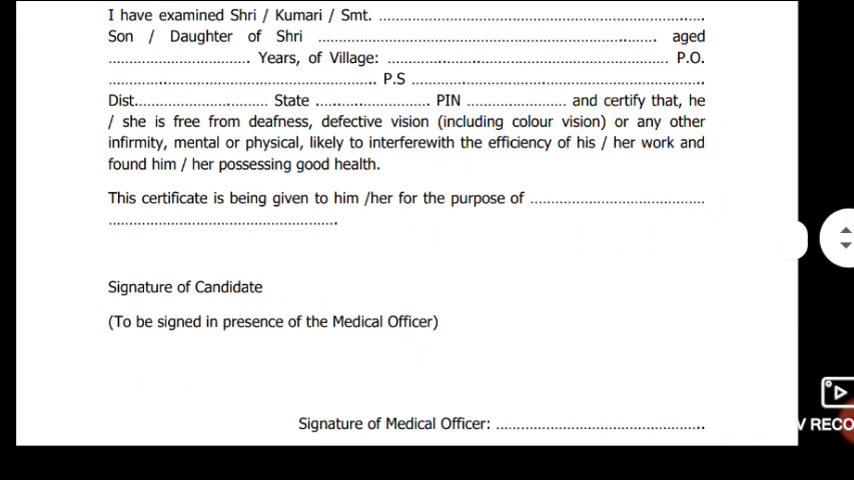 I have examined Shri / Kumari / Smt. ..............................................................................
Son / Daughter of Shri ................................................................................. aged
.................................. Years, of Village: ................................................................... P.O.
................................................................ P.S ......................................................................
Dist................................ State ............................ PIN ........................ and certify that, he
/ she is free from deafness, defective vision (including colour vision) or any other
infirmity, mental or physical, likely to interferewith the efficiency of his / her work and
found him / her possessing good health.
This certificate is being given to him /her for the purpose of ..........................................
.......................................................
Signature of Candidate
(To be signed in presence of the Medical Officer)
Signature of Medical Officer: ..................................................
V RECO